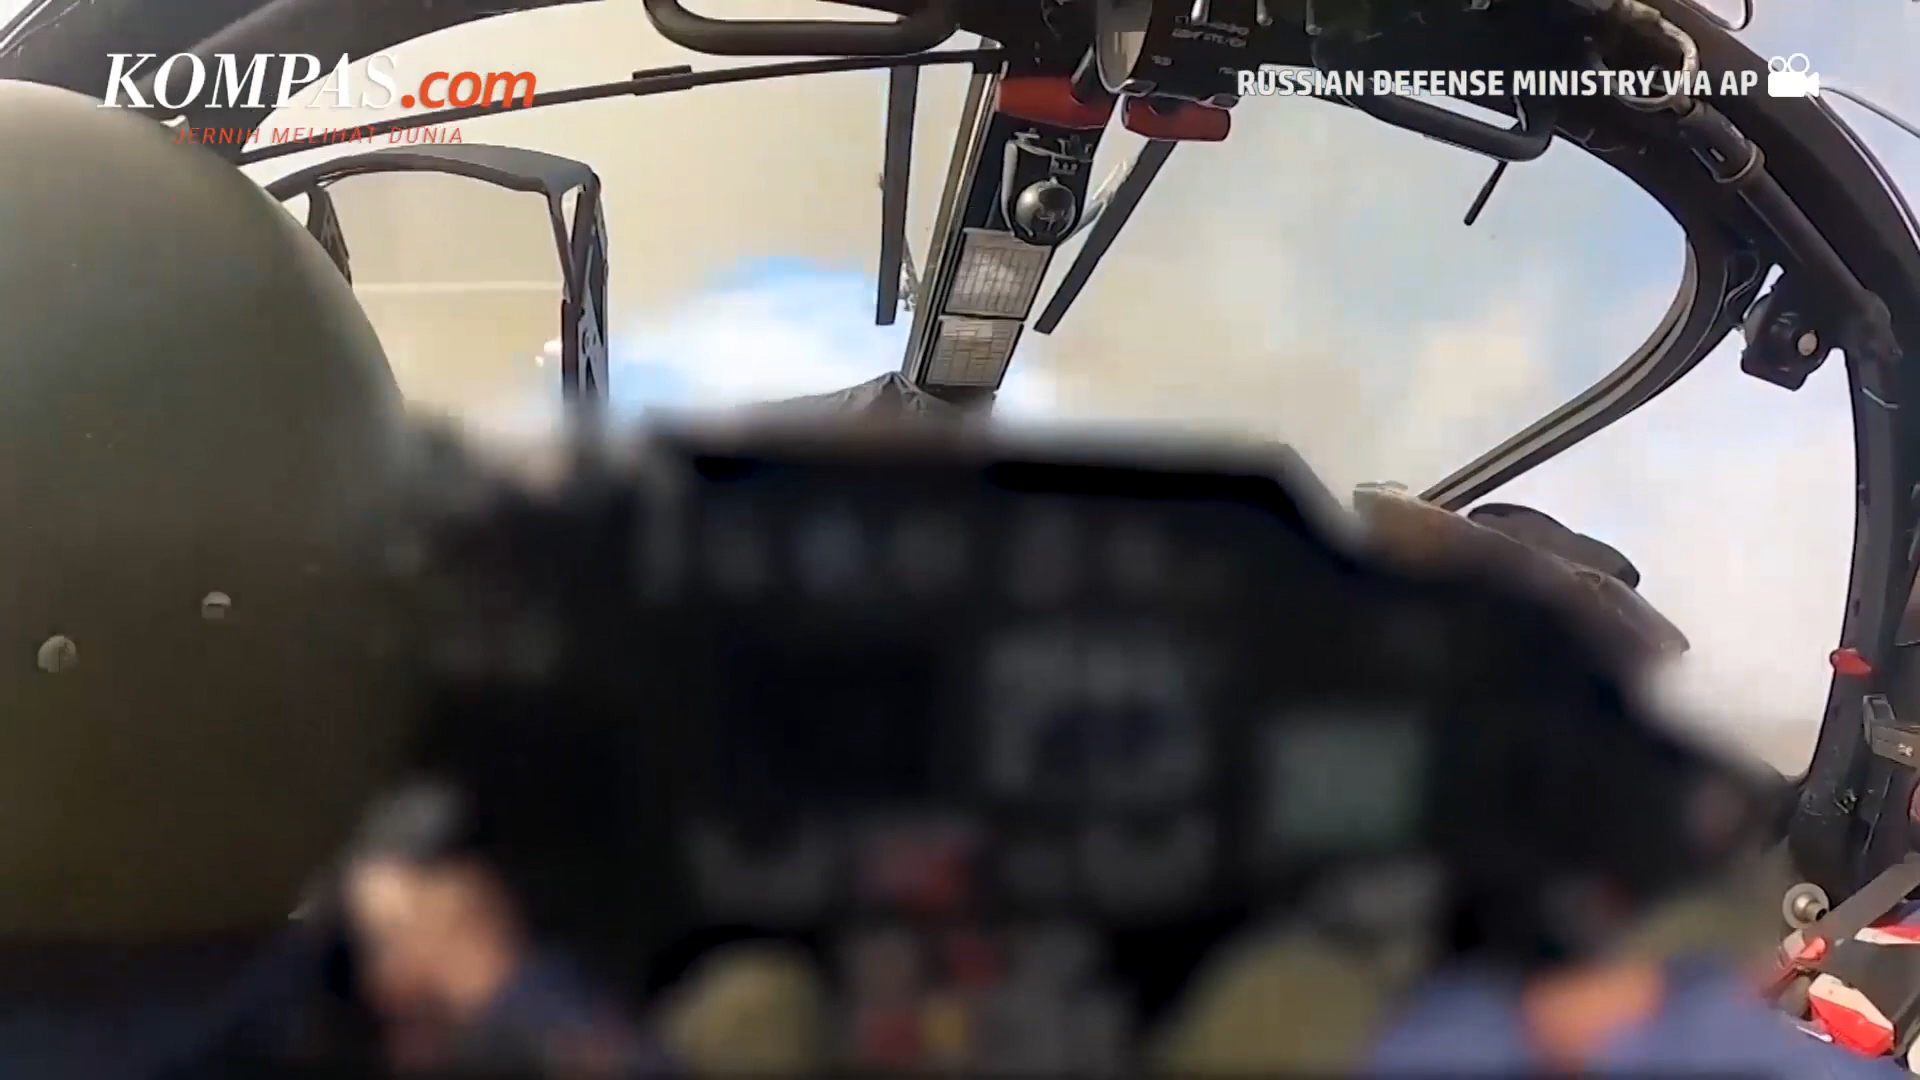 KOMPAS.com
JERNIH MELIHAT DUNIA
RUSSIAN DEFENSE MINISTRY VIA AP